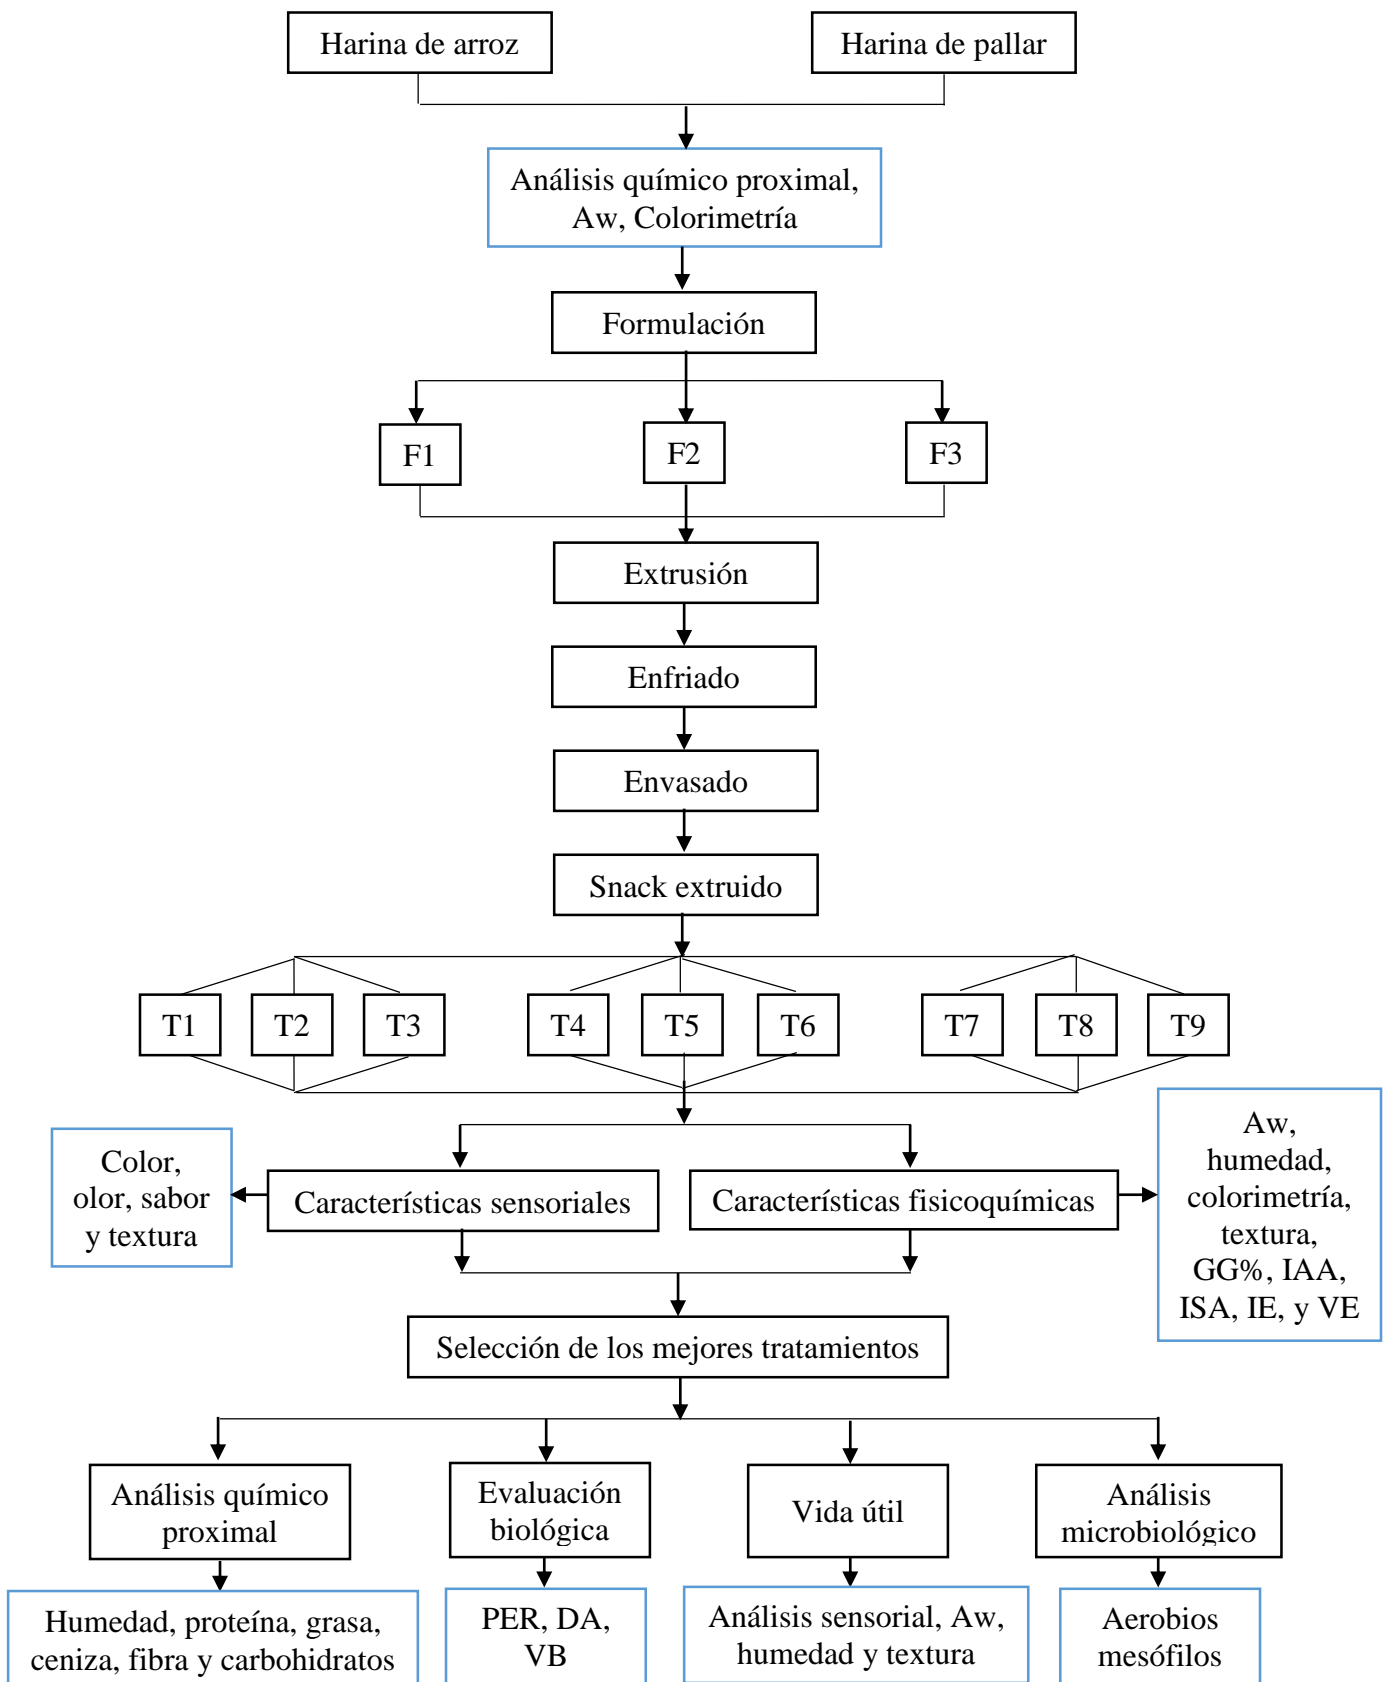 Harina de arroz
Harina de pallar
Análisis químico proximal,
Aw, Colorimetría
Formulación
F1
F2
F3
Extrusión
Enfriado
Envasado
Snack extruido
T1
T2
T3
T4
T5
T6
T7
T8
T9
Color,
olor, sabor
y textura
Características sensoriales
Características fisicoquímicas
Aw,
humedad,
colorimetría,
textura,
GG%, IAA,
ISA, IE, y VE
Selección de los mejores tratamientos
Análisis químico
proximal
Evaluación
biológica
Vida útil
Análisis
microbiológico
Humedad, proteína, grasa,
ceniza, fibra y carbohidratos
PER, DA,
VB
Análisis sensorial, Aw,
humedad y textura
Aerobios
mesófilos